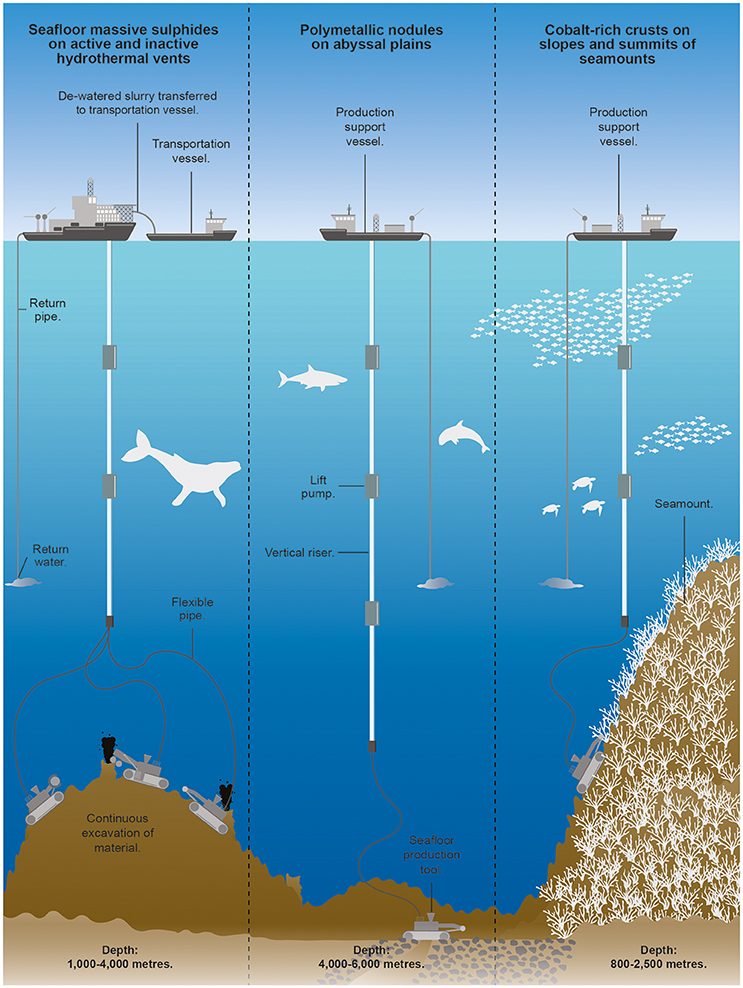 Seafloor massive sulphides
on active and inactive
hydrothermal vents
Polymetallic nodules
on abyssal plains
Cobalt-rich crusts on
slopes and summits of
seamounts
De-watered slurry transferred
to transportation vessel.
Transportation
vessel.
Production
support
vessel.
Production
support
vessel.
Return
pipe.
Lift
pump.
Seamount.
Return
water.
Vertical riser.
Flexible
pipe.
Continuous
excavation of
material.
Seafloor
production
tool.
Depth:
1,000-4,000 metres.
Depth:
4,000-6,000 metres.
Depth:
800-2,500 metres.